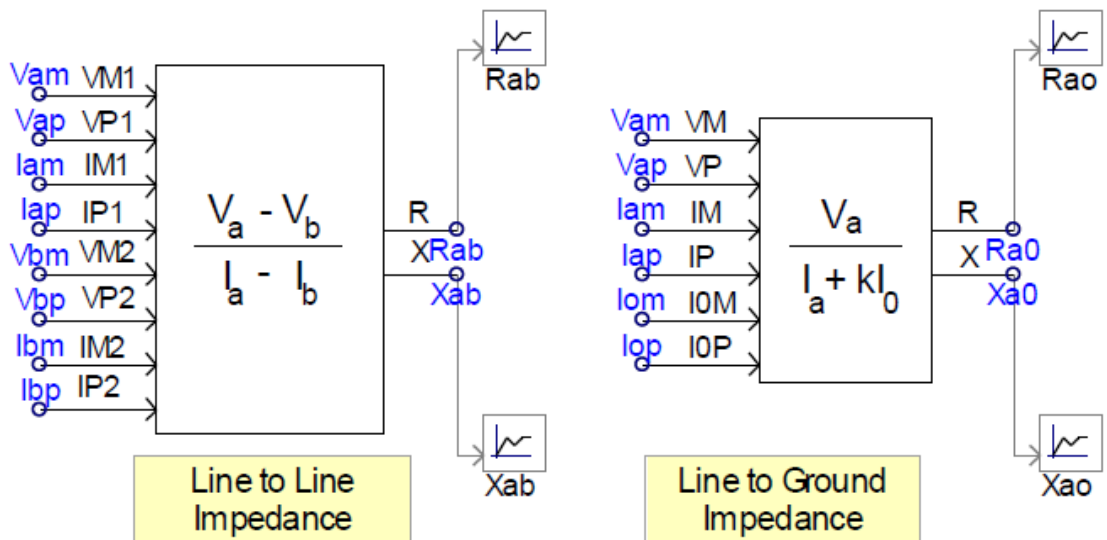 Vam VM1
Vap VP1
Iam IM1
Iap IP1
Vbm VM2
Vbp VP2
Ibm IM2
Ibp IP2
Va - Vb
Ia - Ib
R
X
Rab
Xab
Rab
Xab
Line to Line
Impedance
Vam VM
Vap VP
Iam IM
Iap IP
Iom I0M
Iop I0P
Va
Ia + kI0
R
X
Ra0
Xa0
Rao
Xao
Line to Ground
Impedance